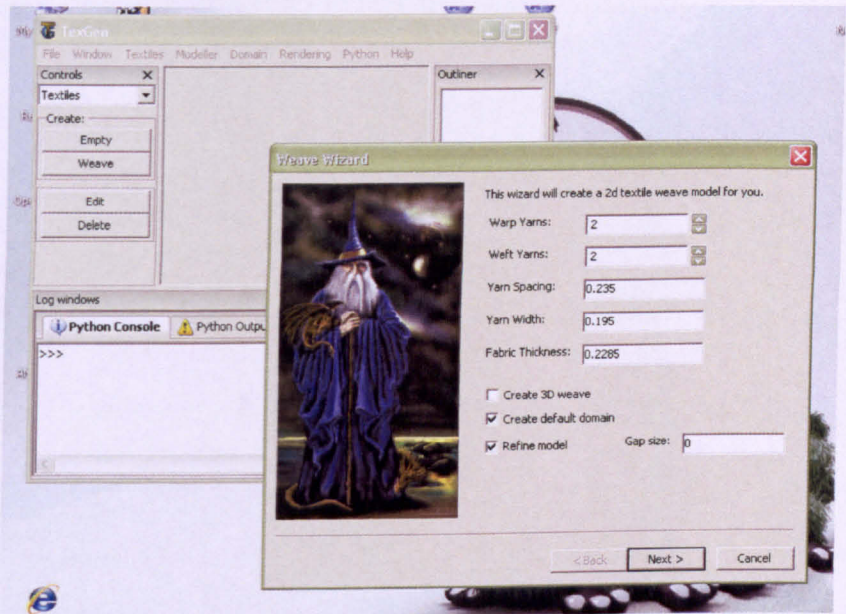 TexGen
File Window Textiles Modeller Domain Rendering Python Help
Controls
Outliner
Textiles
Create:
Empty
Weave
Edit
Delete
Log windows
Python Console
Python Outpu
>>>
Weave Wizard
This wizard will create a 2d textile weave model for you.
Warp Yarns: 2
Weft Yarns: 2
Yarn Spacing: 0.235
Yarn Width: 0.195
Fabric Thickness: 0.2285
Create 3D weave
Create default domain
Refine model Gap size: 0
< Back Next > Cancel